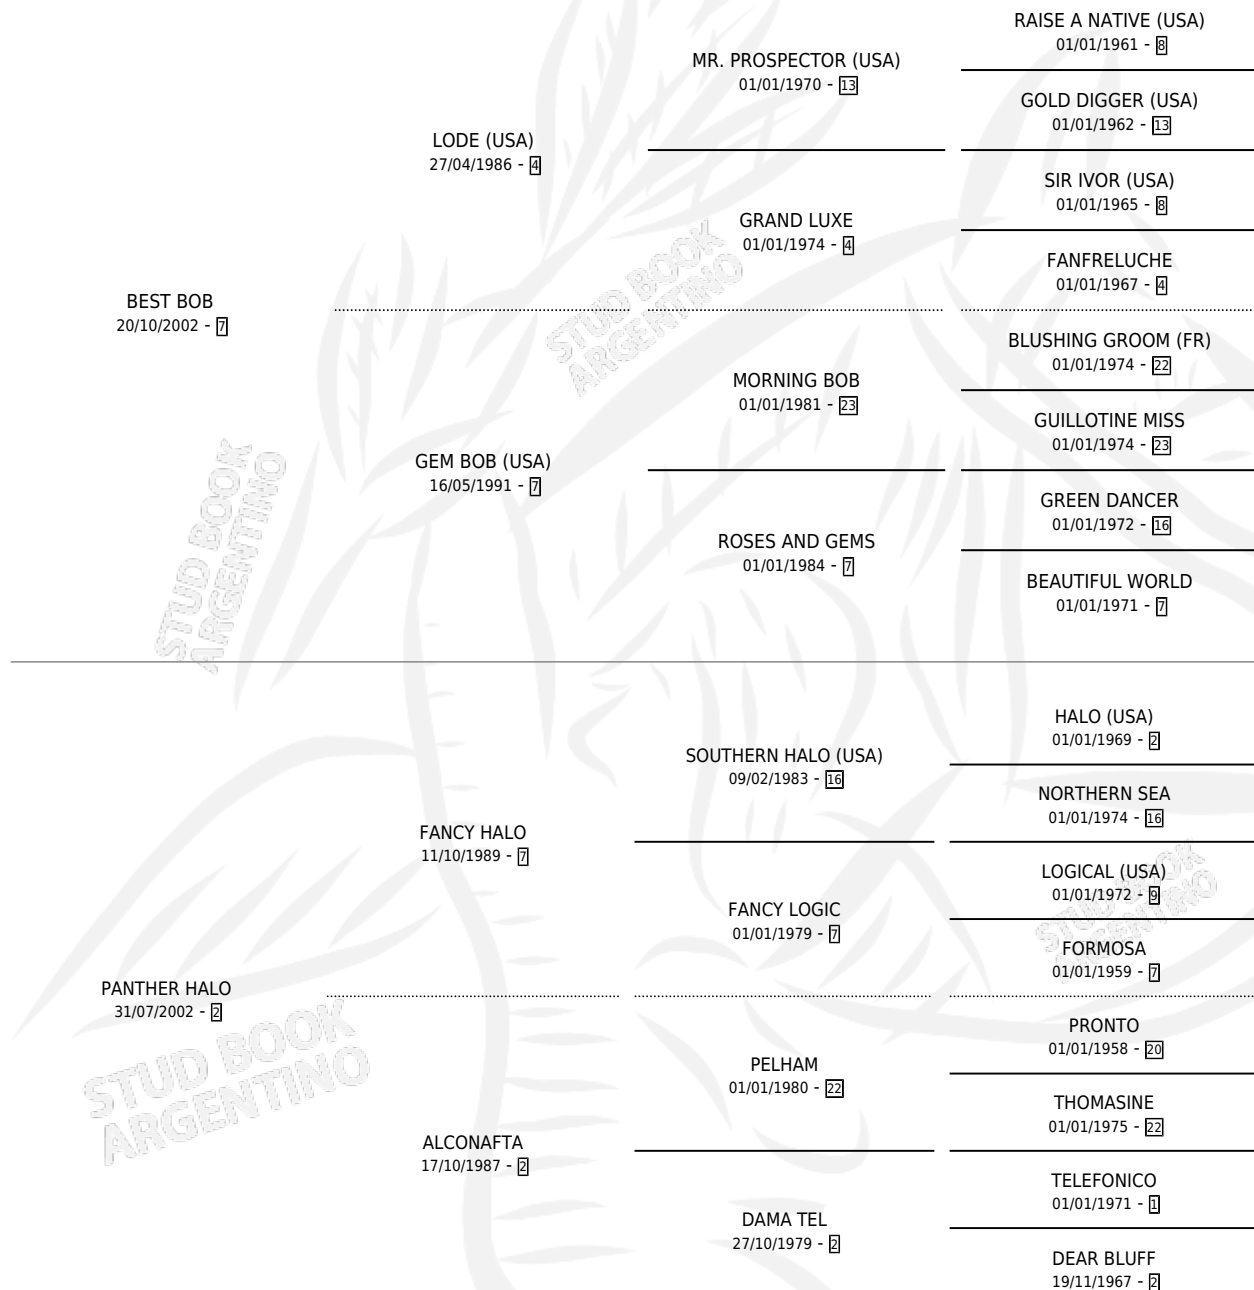 RAISE A NATIVE (USA)
01/01/1961 - 8
MR. PROSPECTOR (USA)
01/01/1970 - 13
GOLD DIGGER (USA)
01/01/1962 - 13
LODE (USA)
27/04/1986 - 4
SIR IVOR (USA)
01/01/1965 - 8
GRAND LUXE
01/01/1974 - 4
FANFRELUCHE
01/01/1967 - 4
BEST BOB
20/10/2002 - 7
BLUSHING GROOM (FR)
01/01/1974 - 22
MORNING BOB
01/01/1981 - 23
GUILLOTINE MISS
01/01/1974 - 23
GEM BOB (USA)
16/05/1991 - 7
GREEN DANCER
01/01/1972 - 16
ROSES AND GEMS
01/01/1984 - 7
BEAUTIFUL WORLD
01/01/1971 - 7
HALO (USA)
01/01/1969 - 2
SOUTHERN HALO (USA)
09/02/1983 - 16
NORTHERN SEA
01/01/1974 - 16
FANCY HALO
11/10/1989 - 7
LOGICAL (USA)
01/01/1972 - 9
FANCY LOGIC
01/01/1979 - 7
FORMOSA
01/01/1959 - 7
PANTHER HALO
31/07/2002 - 2
PRONTO
01/01/1958 - 20
PELHAM
01/01/1980 - 22
THOMASINE
01/01/1975 - 22
ALCONAFTA
17/10/1987 - 2
TELEFONICO
01/01/1971 - 1
DAMA TEL
27/10/1979 - 2
DEAR BLUFF
19/11/1967 - 2
STUD BOOK
ARGENTINO
STUD BOOK
ARGENTINO
STUD BOOK
ARGENTINO
STUD BOOK
ARGENTINO